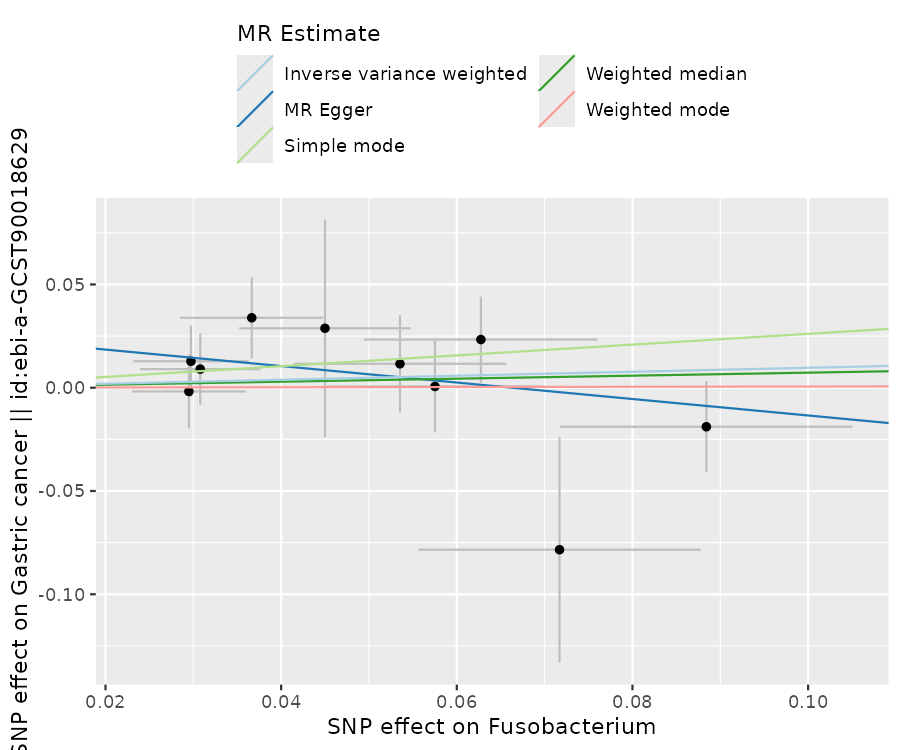 MR Estimate
Inverse variance weighted
Weighted median
MR Egger
Weighted mode
Simple mode
SNP effect on Gastric cancer || id:ebi-a-GCST90018629
0.05
0.00
-0.05
-0.10
0.02
0.04
0.06
0.08
0.10
SNP effect on Fusobacterium